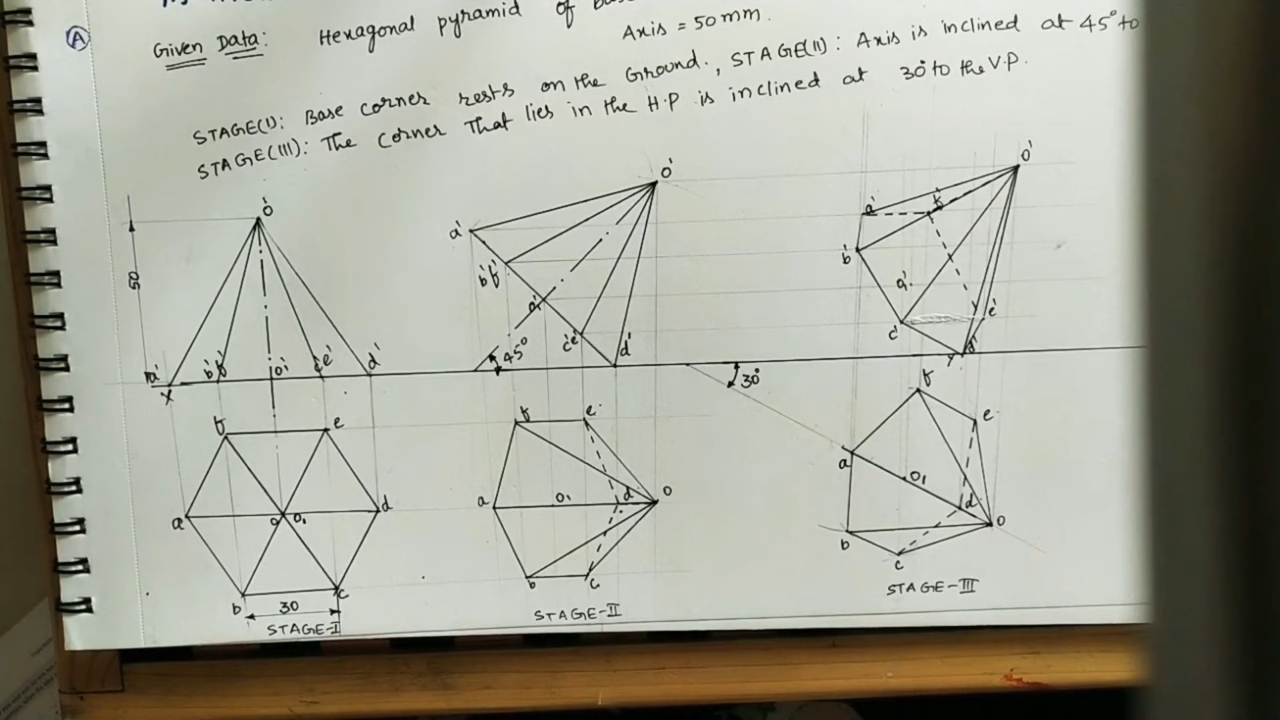 A
Given Data: Hexagonal pyramid of Base
Axis = 50 mm.
STAGE(I): Base corner rests on the Ground., STAGE(II): Axis is inclined at 45° to
STAGE(III): The corner That lies in the H.P is inclined at 30° to the V.P.
o'
o'
o'
a'
f'
a'
b'
b'f'
50
a'.
o'
c'
e'
c'e'
d'
45°
d'
a'
b'f'
o'
c'e'
d'
X
Y
30°
f
e
f
e
f
e
a
o
o₁
d
a
o₁
d
o
a
o₁
d
o
b
c
b
c
b
c
30
STAGE-I
STAGE-II
STAGE-III